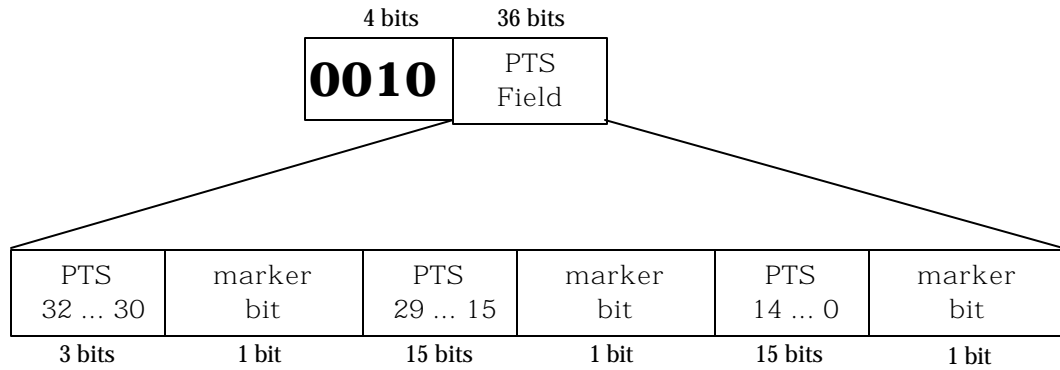 4 bits 36 bits
0010 PTS
Field
PTS marker PTS marker PTS marker
32 ... 30 bit 29 ... 15 bit 14 ... 0 bit
3 bits 1 bit 15 bits 1 bit 15 bits 1 bit